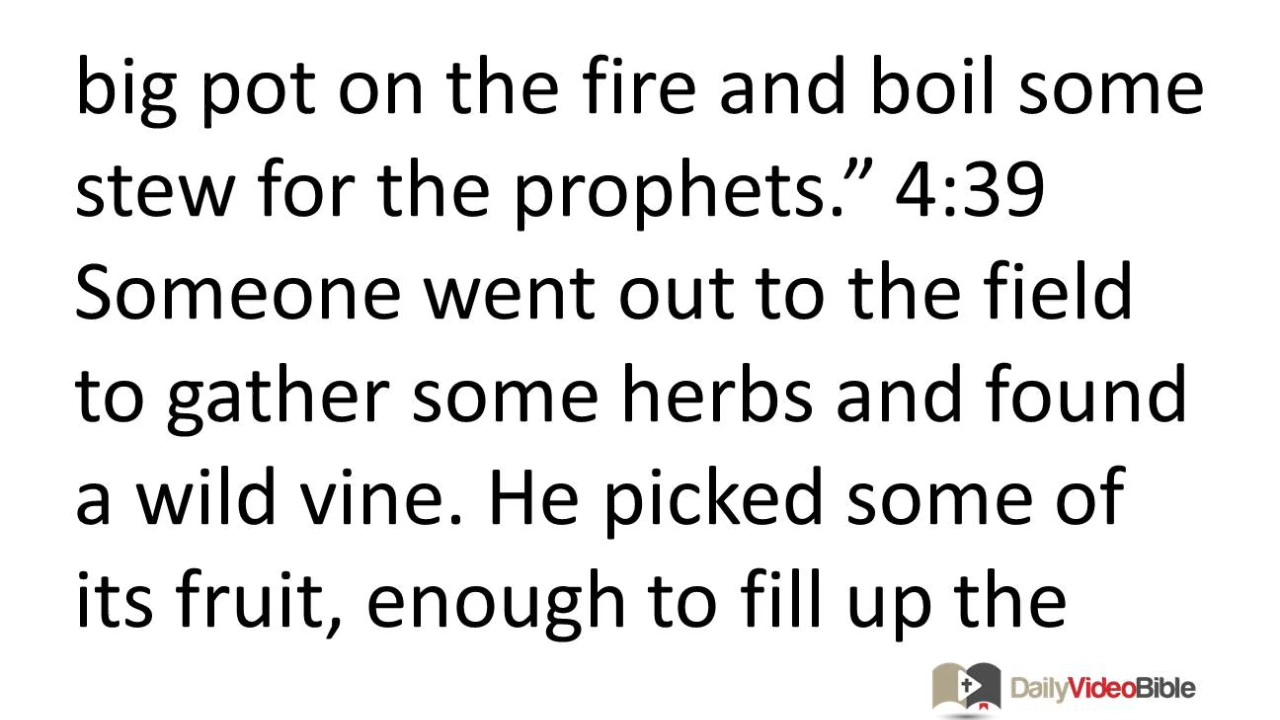 big pot on the fire and boil some
stew for the prophets.” 4:39
Someone went out to the field
to gather some herbs and found
a wild vine. He picked some of
its fruit, enough to fill up the
DailyVideoBible